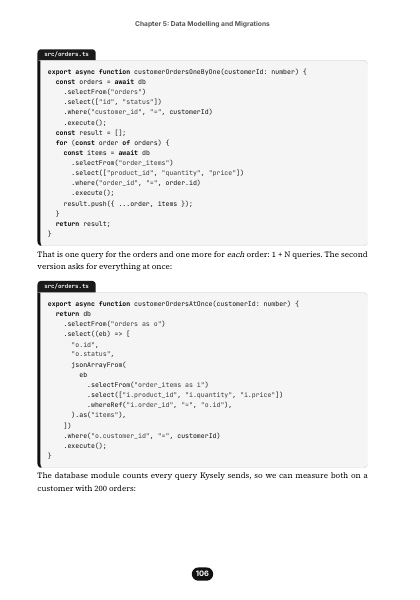 Chapter 5: Data Modelling and Migrations
src/orders.ts
export async function customerOrdersOneByOne(customerId: number) {
  const orders = await db
    .selectFrom("orders")
    .select(["id", "status"])
    .where("customer_id", "=", customerId)
    .execute();
  const result = [];
  for (const order of orders) {
    const items = await db
      .selectFrom("order_items")
      .select(["product_id", "quantity", "price"])
      .where("order_id", "=", order.id)
      .execute();
    result.push({ ...order, items });
  }
  return result;
}
That is one query for the orders and one more for each order: 1 + N queries. The second
version asks for everything at once:
src/orders.ts
export async function customerOrdersAtOnce(customerId: number) {
  return db
    .selectFrom("orders as o")
    .select((eb) => [
      "o.id",
      "o.status",
      jsonArrayFrom(
        eb
          .selectFrom("order_items as i")
          .select(["i.product_id", "i.quantity", "i.price"])
          .whereRef("i.order_id", "=", "o.id"),
      ).as("items"),
    ])
    .where("o.customer_id", "=", customerId)
    .execute();
}
The database module counts every query Kysely sends, so we can measure both on a
customer with 200 orders:
106